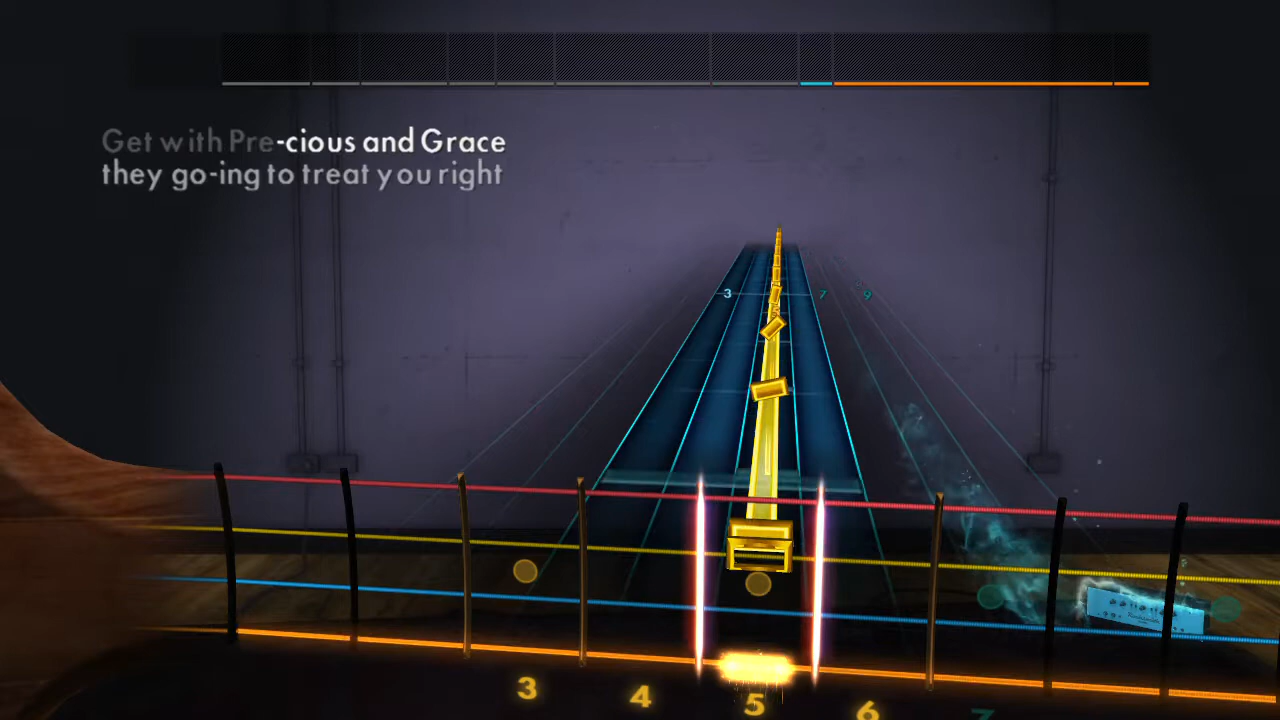 Get with Pre-cious and Grace
they go-ing to treat you right
3 7 9
5
3 4 5 6 7